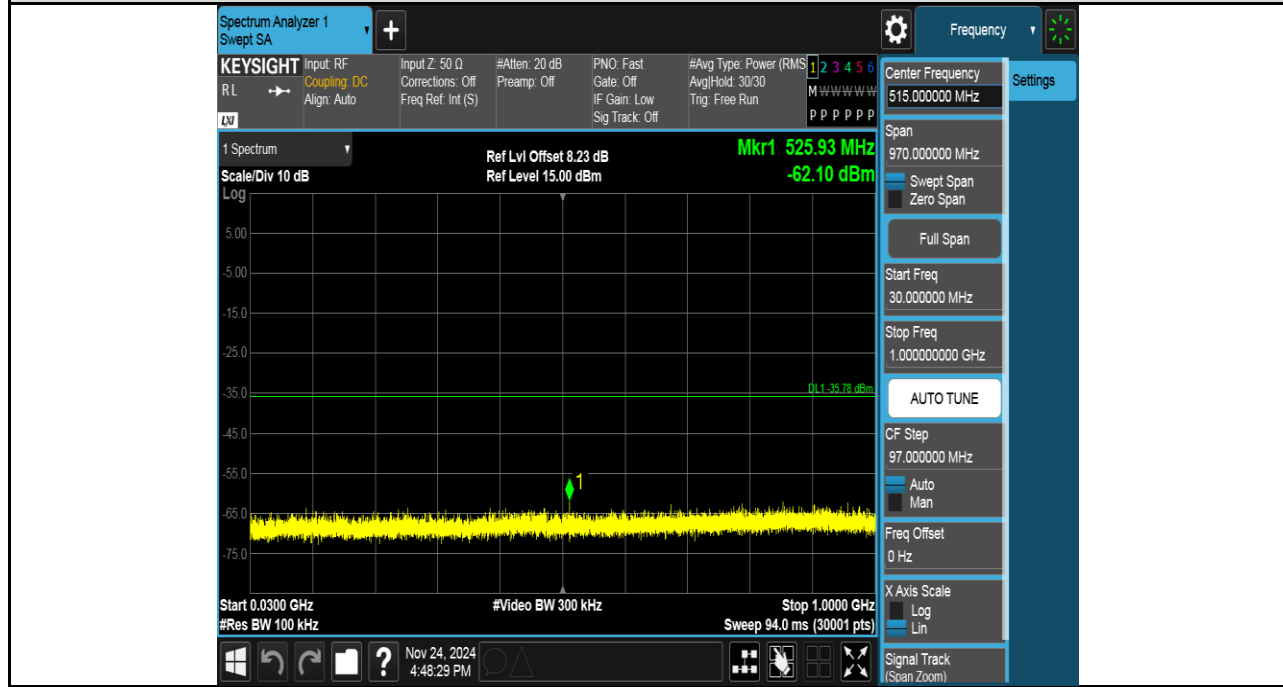 Spectrum Analyzer 1
Swept SA
+
Frequency
KEYSIGHT
RL
LXI
Input: RF
Coupling: DC
Align: Auto
Input Z: 50 Ω
Corrections: Off
Freq Ref: Int (S)
#Atten: 20 dB
Preamp: Off
PNO: Fast
Gate: Off
IF Gain: Low
Sig Track: Off
#Avg Type: Power (RMS
Avg|Hold: 30/30
Trig: Free Run
1 2 3 4 5 6
M W W W W W
P P P P P P
Center Frequency
515.000000 MHz
Settings
Span
970.000000 MHz
Swept Span
Zero Span
Full Span
Start Freq
30.000000 MHz
Stop Freq
1.000000000 GHz
AUTO TUNE
CF Step
97.000000 MHz
Auto
Man
Freq Offset
0 Hz
X Axis Scale
Log
Lin
Signal Track
(Span Zoom)
1 Spectrum
Scale/Div 10 dB
Log
Ref Lvl Offset 8.23 dB
Ref Level 15.00 dBm
Mkr1 525.93 MHz
-62.10 dBm
5.00
-5.00
-15.0
-25.0
-35.0
DL1 -35.78 dBm
-45.0
-55.0
1
-65.0
-75.0
Start 0.0300 GHz
#Res BW 100 kHz
#Video BW 300 kHz
Stop 1.0000 GHz
Sweep 94.0 ms (30001 pts)
?
Nov 24, 2024
4:48:29 PM